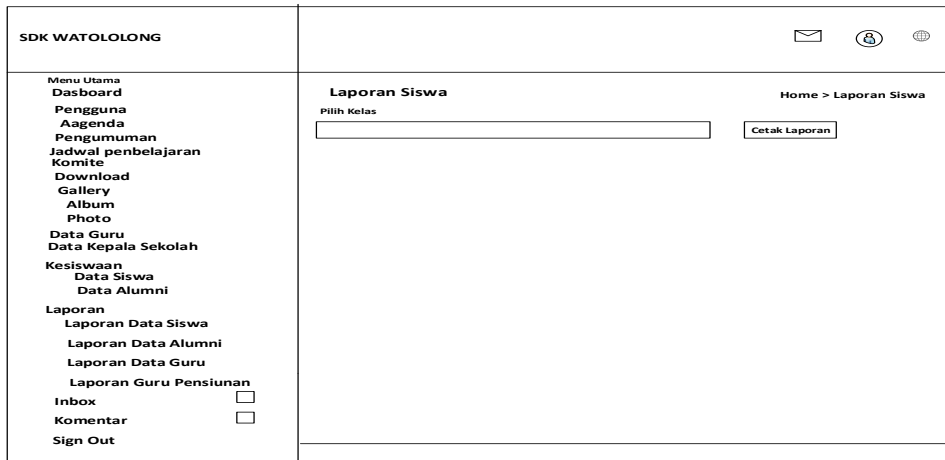 SDK WATOLOLONG
Menu Utama
Dasboard
Pengguna
Aagenda
Pengumuman
Jadwal penbelajaran
Komite
Download
Gallery
Album
Photo
Data Guru
Data Kepala Sekolah
Kesiswaan
Data Siswa
Data Alumni
Laporan
Laporan Data Siswa
Laporan Data Alumni
Laporan Data Guru
Laporan Guru Pensiunan
Inbox
Komentar
Sign Out
Laporan Siswa
Home > Laporan Siswa
Pilih Kelas
Cetak Laporan